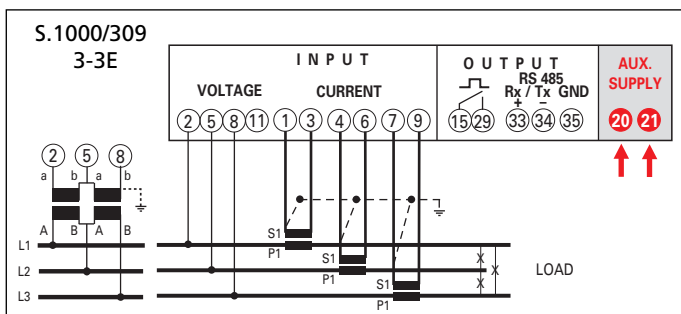 S.1000/309
3-3E
I N P U T
VOLTAGE CURRENT
2 5 8 11 1 3 4 6 7 9
O U T P U T
RS 485
Rx / Tx GND
+ −
15 29 33 34 35
AUX.
SUPPLY
20 21
2 5 8
a b a b
A B A B
L1
L2
L3
S1
P1
S1
P1
S1
P1
X
X
X
LOAD